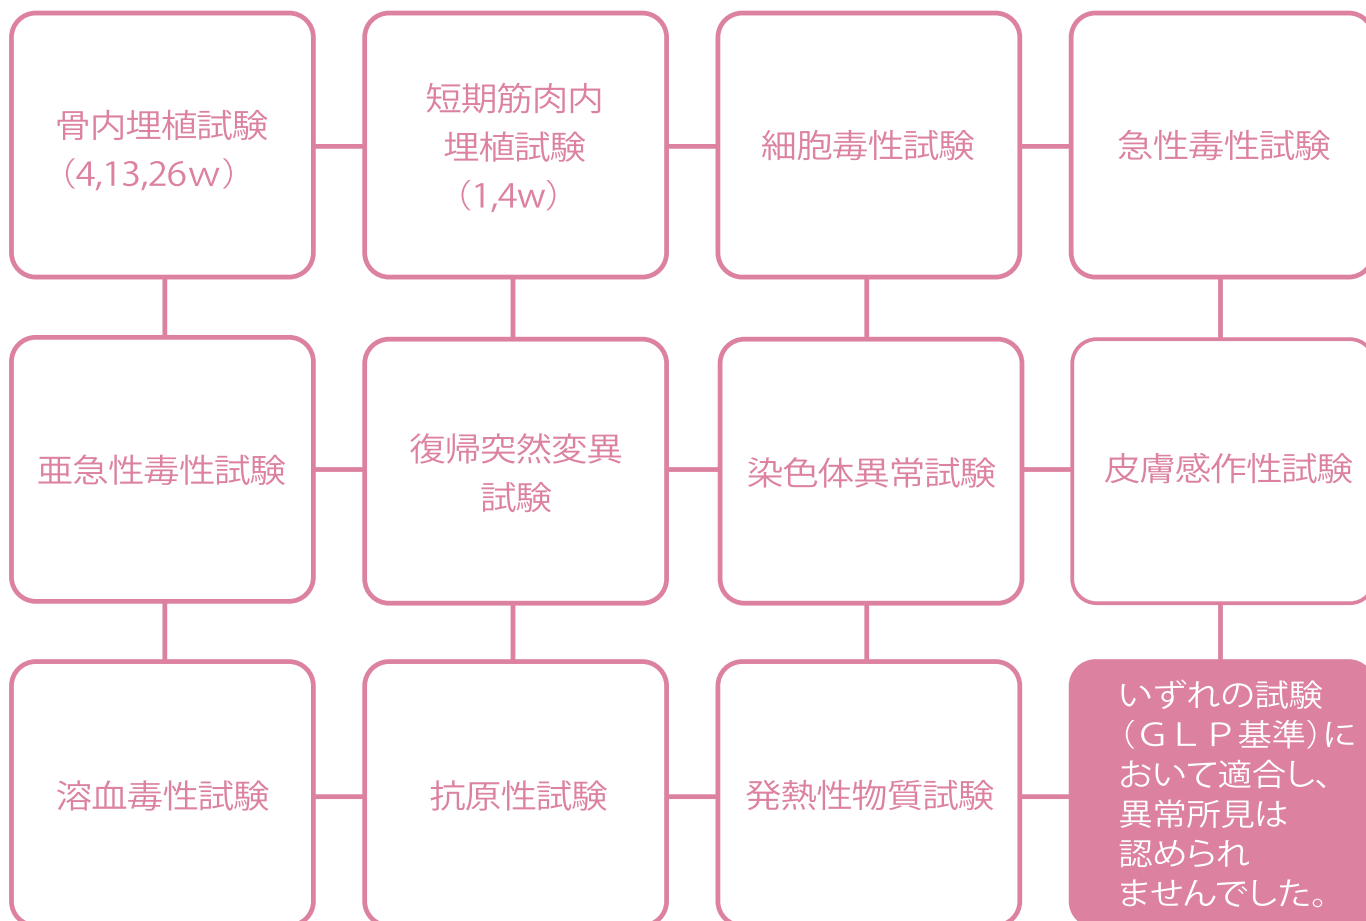 骨内埋植試験
（4,13,26w）
短期筋肉内
埋植試験
（1,4w）
細胞毒性試験
急性毒性試験
亜急性毒性試験
復帰突然変異
試験
染色体異常試験
皮膚感作性試験
溶血毒性試験
抗原性試験
発熱性物質試験
いずれの試験
（ＧＬＰ基準）に
おいて適合し、
異常所見は
認められ
ませんでした。